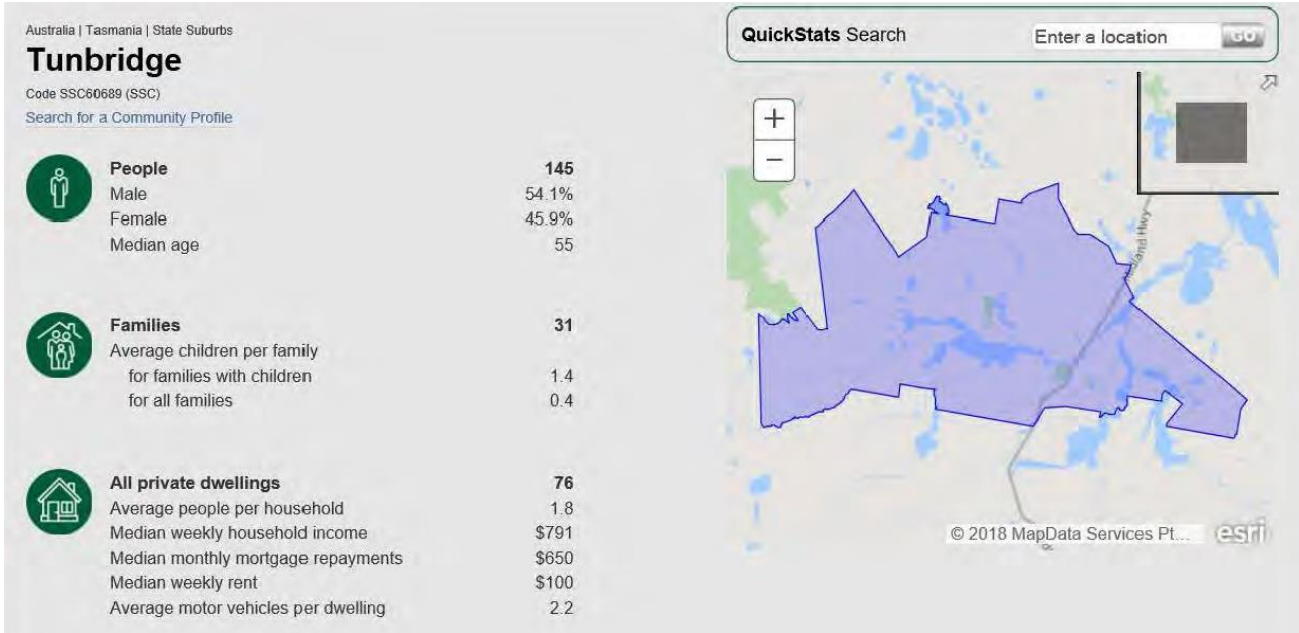 Australia | Tasmania | State Suburbs
Tunbridge
Code SSC60689 (SSC)
Search for a Community Profile
People 145
Male 54.1%
Female 45.9%
Median age 55
Families 31
Average children per family
for families with children 1.4
for all families 0.4
All private dwellings 76
Average people per household 1.8
Median weekly household income $791
Median monthly mortgage repayments $650
Median weekly rent $100
Average motor vehicles per dwelling 2.2
QuickStats Search Enter a location GO
+
−
Hwy
© 2018 MapData Services Pt... esri